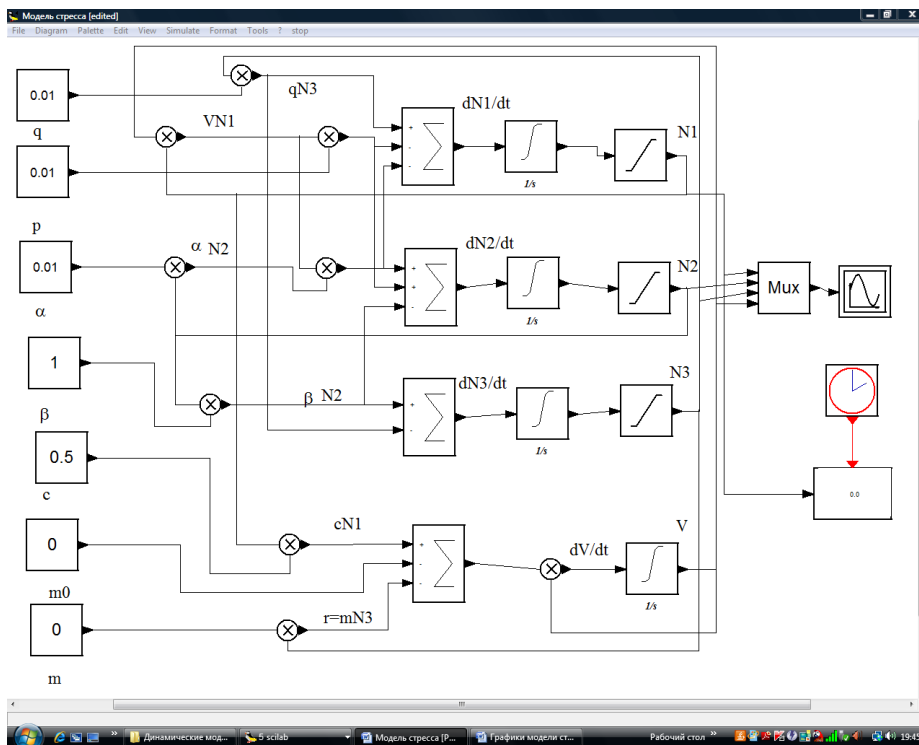 Модель стресса [edited]
File Diagram Palette Edit View Simulate Format Tools ? stop
0.01
q
qN3
dN1/dt
VN1
+
-
-
1/s
N1
0.01
p
α N2
dN2/dt
0.01
+
+
-
1/s
N2
Mux
α
1
β
β N2
dN3/dt
+
-
1/s
N3
0.5
c
cN1
0.0
0
m0
+
-
-
dV/dt
V
1/s
r=mN3
0
m
Динамические мод...
5 scilab
Модель стресса [Р...
Графики модели ст...
Рабочий стол